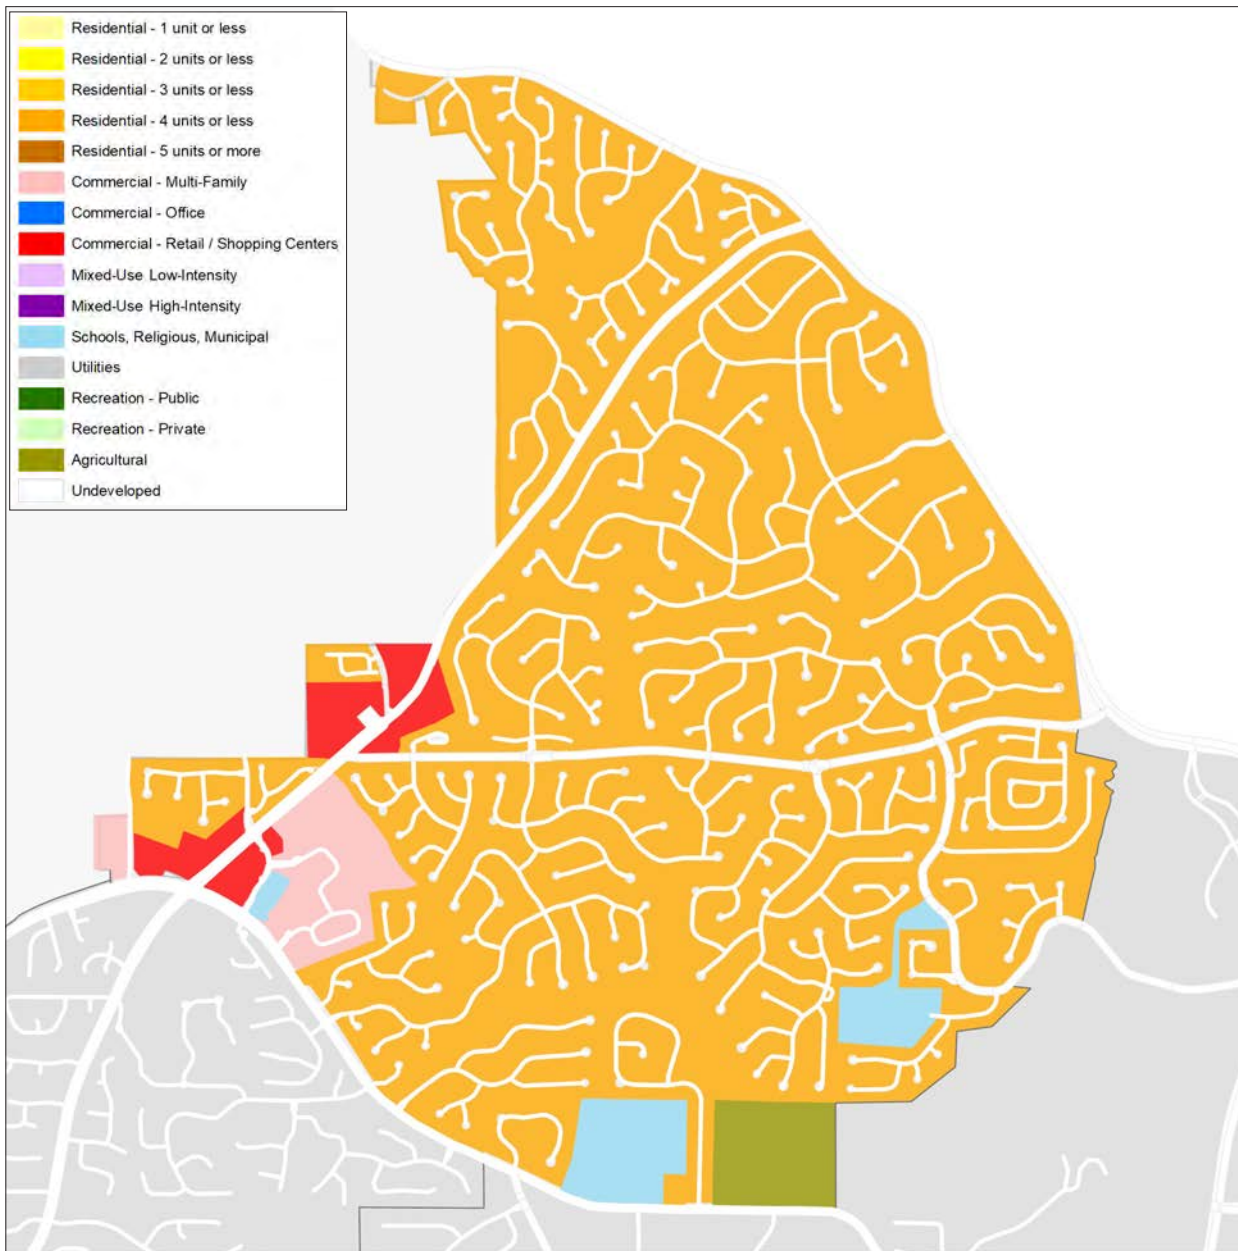 Residential - 1 unit or less
Residential - 2 units or less
Residential - 3 units or less
Residential - 4 units or less
Residential - 5 units or more
Commercial - Multi-Family
Commercial - Office
Commercial - Retail / Shopping Centers
Mixed-Use Low-Intensity
Mixed-Use High-Intensity
Schools, Religious, Municipal
Utilities
Recreation - Public
Recreation - Private
Agricultural
Undeveloped